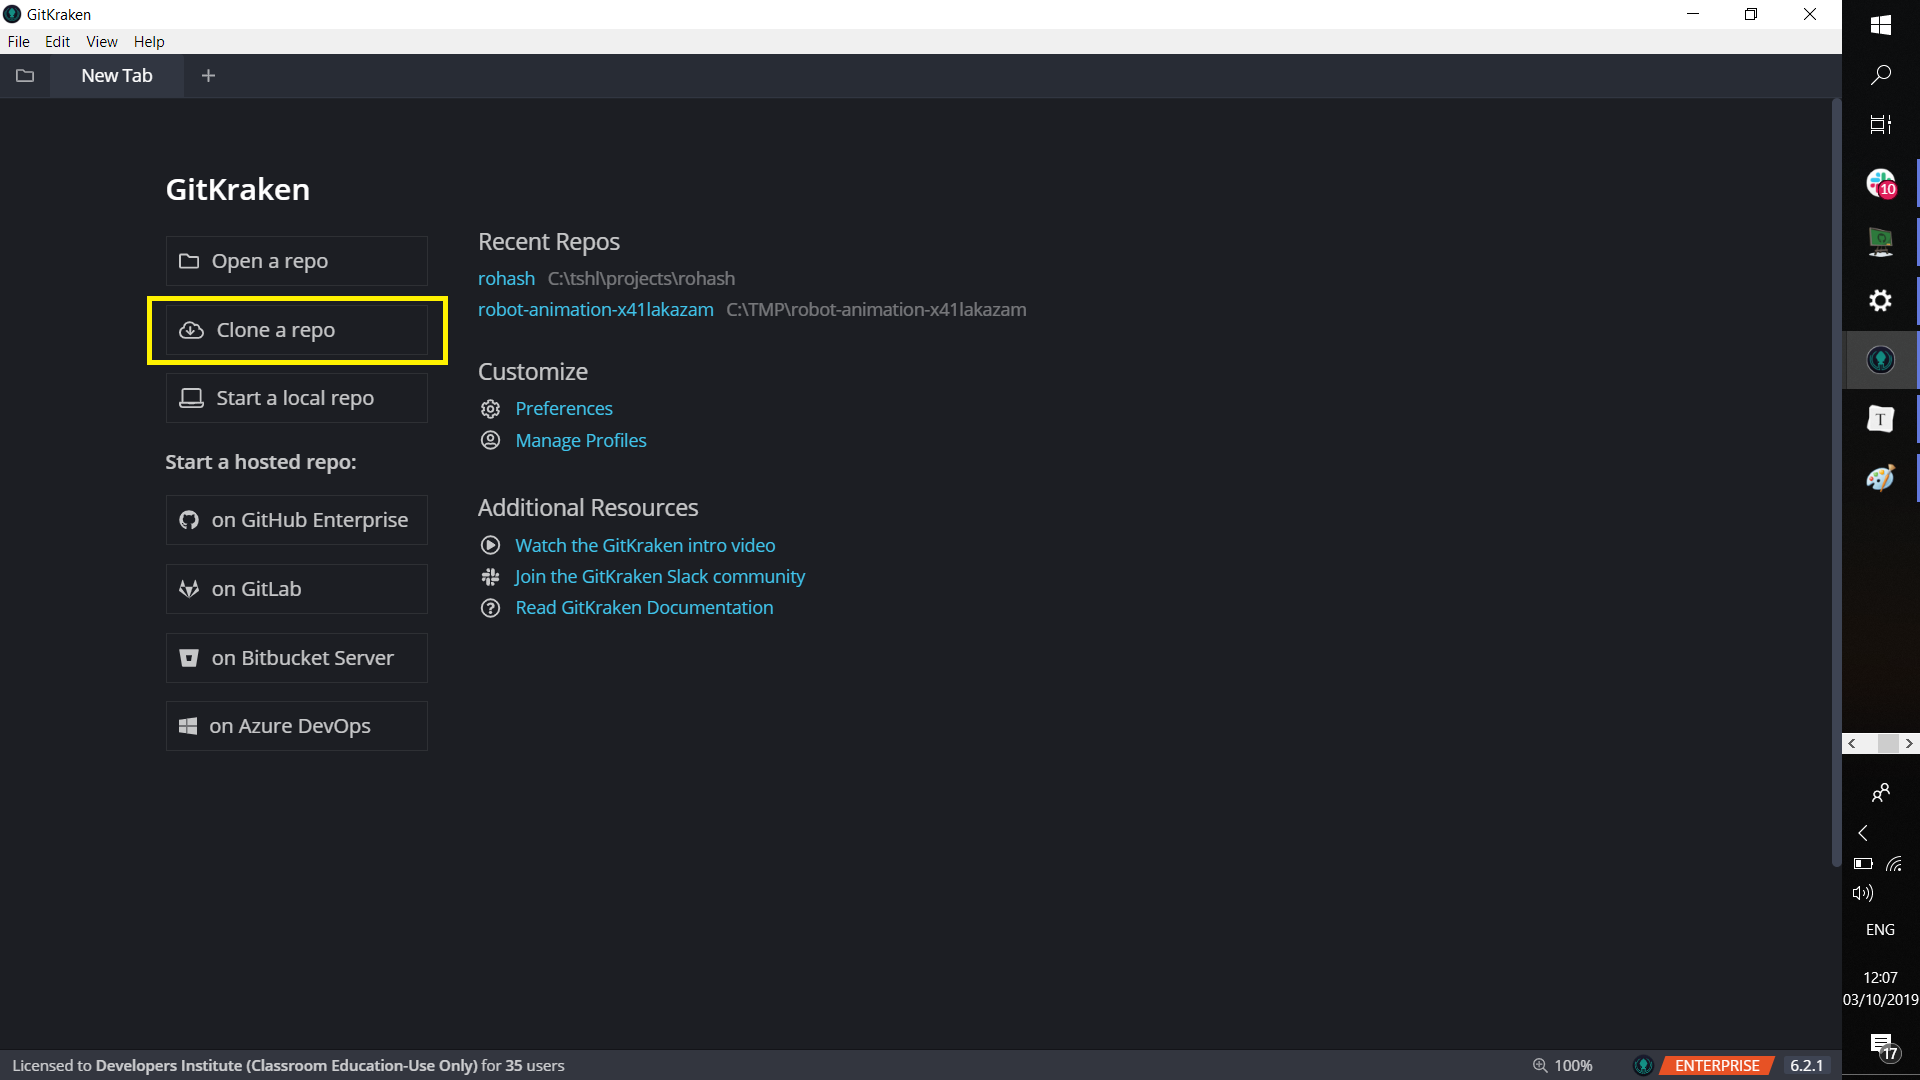 GitKraken
File Edit View Help
New Tab +
GitKraken
Open a repo
Clone a repo
Start a local repo
Start a hosted repo:
on GitHub Enterprise
on GitLab
on Bitbucket Server
on Azure DevOps
Recent Repos
rohash C:\tshl\projects\rohash
robot-animation-x41lakazam C:\TMP\robot-animation-x41lakazam
Customize
Preferences
Manage Profiles
Additional Resources
Watch the GitKraken intro video
Join the GitKraken Slack community
Read GitKraken Documentation
Licensed to Developers Institute (Classroom Education-Use Only) for 35 users
100%
ENTERPRISE
6.2.1
10
T
ENG
12:07
03/10/2019
17